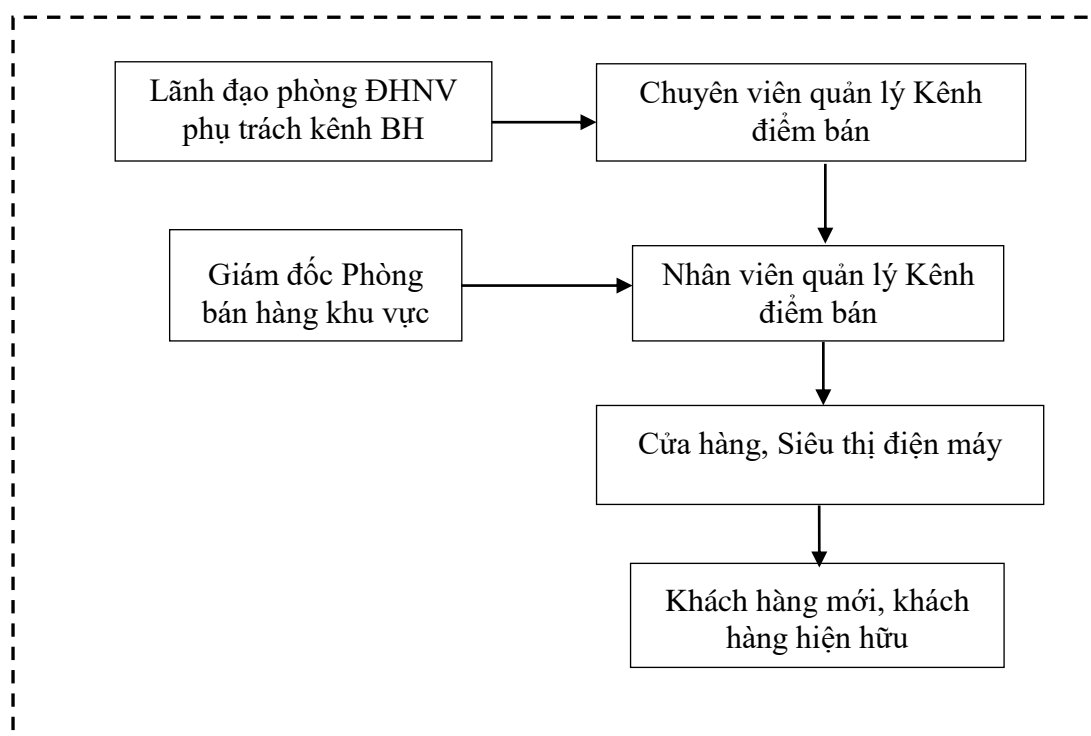 Lãnh đạo phòng ĐHNV
phụ trách kênh BH
Chuyên viên quản lý Kênh
điểm bán
Giám đốc Phòng
bán hàng khu vực
Nhân viên quản lý Kênh
điểm bán
Cửa hàng, Siêu thị điện máy
Khách hàng mới, khách
hàng hiện hữu